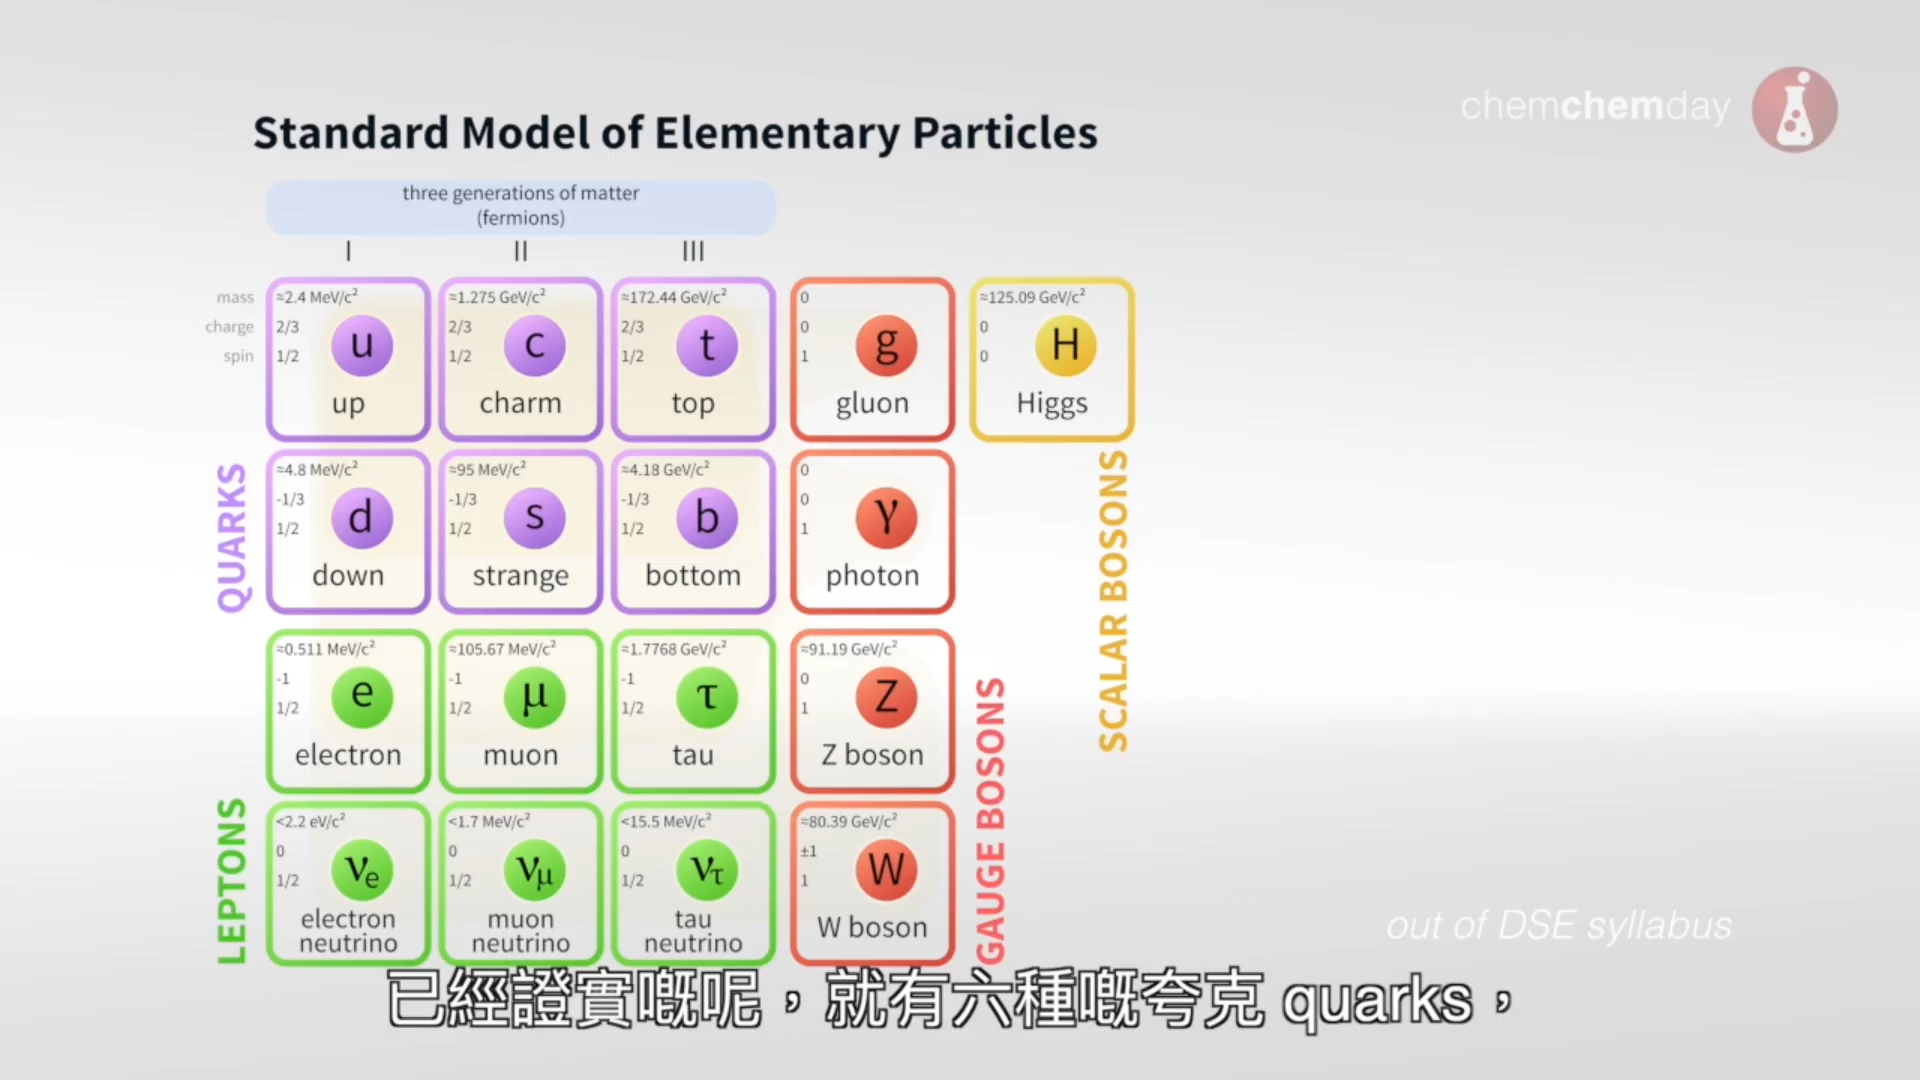 chemchemday
Standard Model of Elementary Particles
three generations of matter
(fermions)
I II III
mass ≈2.4 MeV/c² ≈1.275 GeV/c² ≈172.44 GeV/c² 0 ≈125.09 GeV/c²
charge 2/3 2/3 2/3 0 0
spin 1/2 1/2 1/2 1 0
u c t g H
up charm top gluon Higgs
QUARKS
≈4.8 MeV/c² ≈95 MeV/c² ≈4.18 GeV/c² 0
-1/3 -1/3 -1/3 0
1/2 1/2 1/2 1
d s b γ
down strange bottom photon
SCALAR BOSONS
≈0.511 MeV/c² ≈105.67 MeV/c² ≈1.7768 GeV/c² ≈91.19 GeV/c²
-1 -1 -1 0
1/2 1/2 1/2 1
e μ τ Z
electron muon tau Z boson
LEPTONS
<2.2 eV/c² <1.7 MeV/c² <15.5 MeV/c² ≈80.39 GeV/c²
0 0 0 ±1
1/2 1/2 1/2 1
νe νμ ντ W
electron muon tau W boson
neutrino neutrino neutrino
GAUGE BOSONS
out of DSE syllabus
已經證實嘅呢，就有六種嘅夸克 quarks，